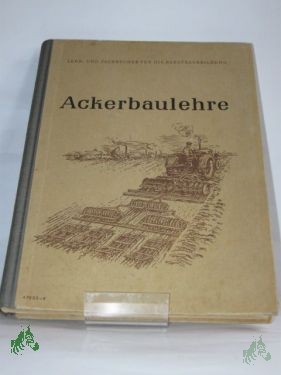 LEHR- UND FACHBÜCHER FÜR DIE BERUFSAUSBILDUNG
Ackerbaulehre